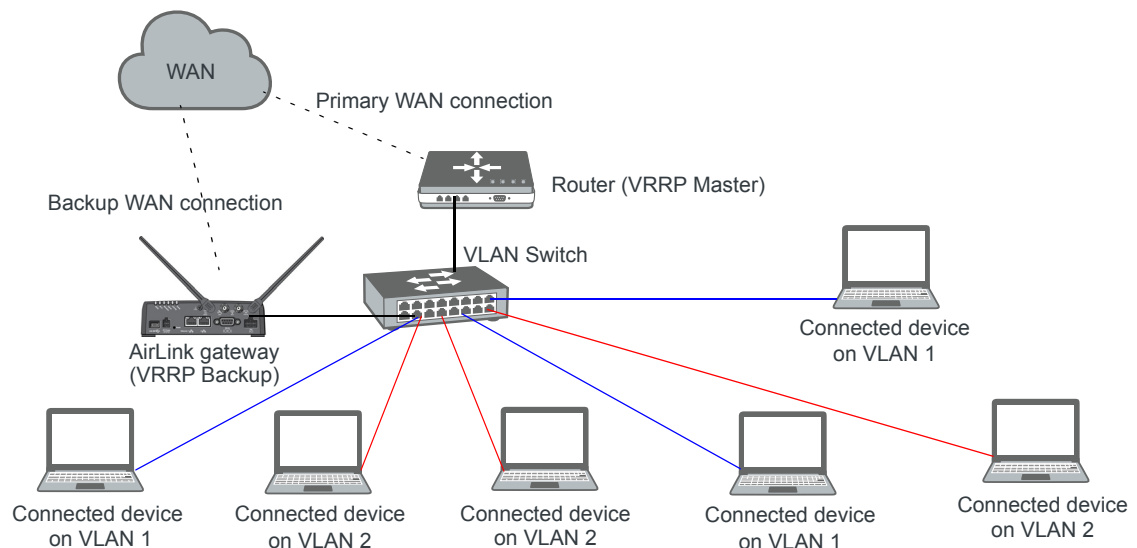 WAN
Primary WAN connection
Router (VRRP Master)
Backup WAN connection
VLAN Switch
AirLink gateway
(VRRP Backup)
Connected device
on VLAN 1
Connected device
on VLAN 1
Connected device
on VLAN 2
Connected device
on VLAN 2
Connected device
on VLAN 1
Connected device
on VLAN 2